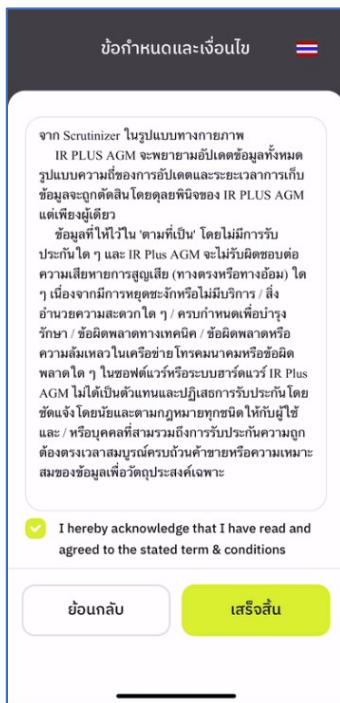 ข้อกำหนดและเงื่อนไข
จาก Scrutinizer ในรูปแบบทางกายภาพ
IR PLUS AGM จะพยายามอัปเดตข้อมูลทั้งหมด
รูปแบบความถี่ของการอัปเดตและระยะเวลาการเก็บ
ข้อมูลจะถูกตัดสินโดยดุลยพินิจของ IR PLUS AGM
แต่เพียงผู้เดียว
ข้อมูลที่ให้ไว้ใน 'ตามที่เป็น' โดยไม่มีการรับ
ประกันใด ๆ และ IR Plus AGM จะไม่รับผิดชอบต่อ
ความเสียหายการสูญเสีย (ทางตรงหรือทางอ้อม) ใด
ๆ เนื่องจากมีการหยุดชะงักหรือไม่มีบริการ / สิ่ง
อำนวยความสะดวกใด ๆ / ครบกำหนดเพื่อบำรุง
รักษา / ข้อผิดพลาดทางเทคนิค / ข้อผิดพลาดหรือ
ความล้มเหลวในเครือข่ายโทรคมนาคมหรือข้อผิด
พลาดใด ๆ ในซอฟต์แวร์หรือระบบฮาร์ดแวร์ IR Plus
AGM ไม่ได้เป็นตัวแทนและปฏิเสธการรับประกันโดย
ชัดแจ้งโดยนัยและตามกฎหมายทุกชนิดให้กับผู้ใช้
และ / หรือบุคคลที่สามรวมถึงการรับประกันความถูก
ต้องตรงเวลาสมบูรณ์ครบถ้วนค้าขายหรือความเหมาะ
สมของข้อมูลเพื่อวัตถุประสงค์เฉพาะ
I hereby acknowledge that I have read and
agreed to the stated term & conditions
ย้อนกลับ
เสร็จสิ้น